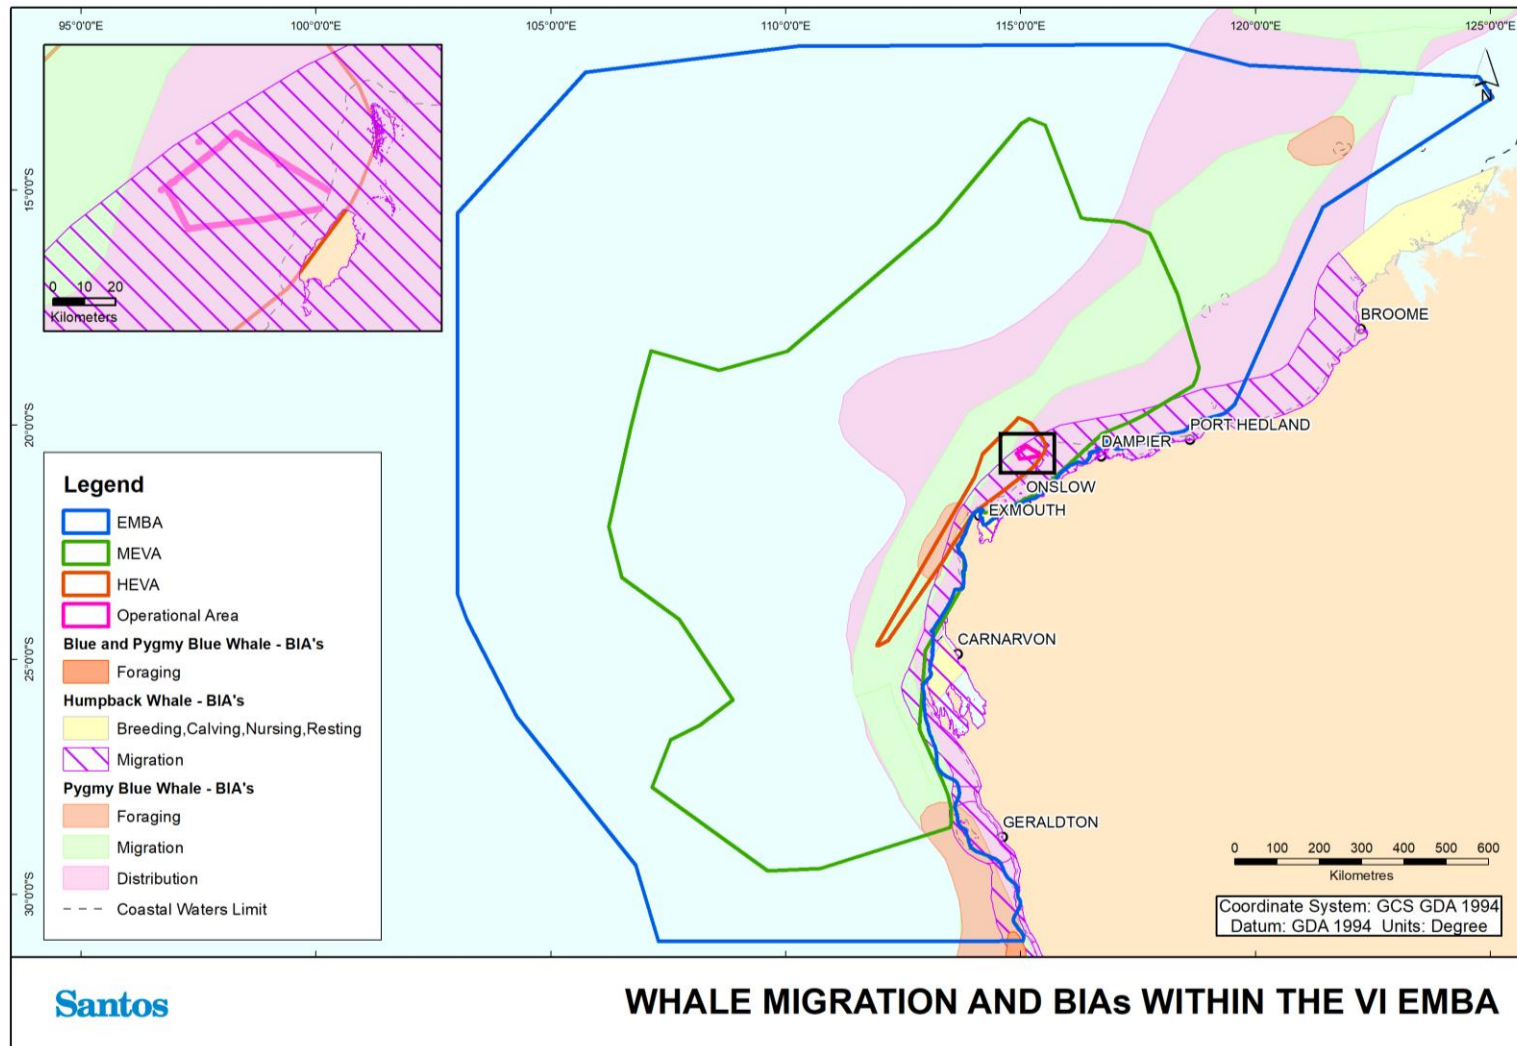 95°0'0"E
100°0'0"E
105°0'0"E
110°0'0"E
115°0'0"E
120°0'0"E
125°0'0"E
15°0'0"S
20°0'0"S
25°0'0"S
30°0'0"S
0 10 20
Kilometers
N
BROOME
PORT HEDLAND
DAMPIER
ONSLOW
EXMOUTH
CARNARVON
GERALDTON
Legend
EMBA
MEVA
HEVA
Operational Area
Blue and Pygmy Blue Whale - BIA's
Foraging
Humpback Whale - BIA's
Breeding,Calving,Nursing,Resting
Migration
Pygmy Blue Whale - BIA's
Foraging
Migration
Distribution
Coastal Waters Limit
0 100 200 300 400 500 600
Kilometres
Coordinate System: GCS GDA 1994
Datum: GDA 1994 Units: Degree
Santos
WHALE MIGRATION AND BIAs WITHIN THE VI EMBA